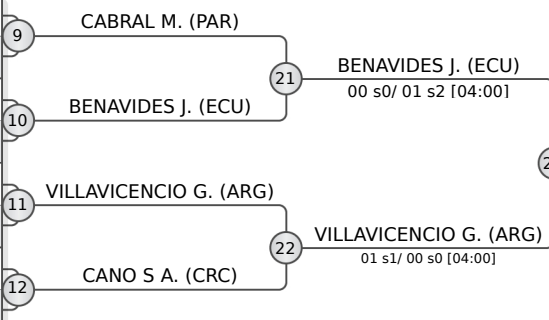 CABRAL M. (PAR)
9
21
BENAVIDES J. (ECU)
00 s0/ 01 s2 [04:00]
BENAVIDES J. (ECU)
10
VILLAVICENCIO G. (ARG)
11
22
VILLAVICENCIO G. (ARG)
01 s1/ 00 s0 [04:00]
CANO S A. (CRC)
12